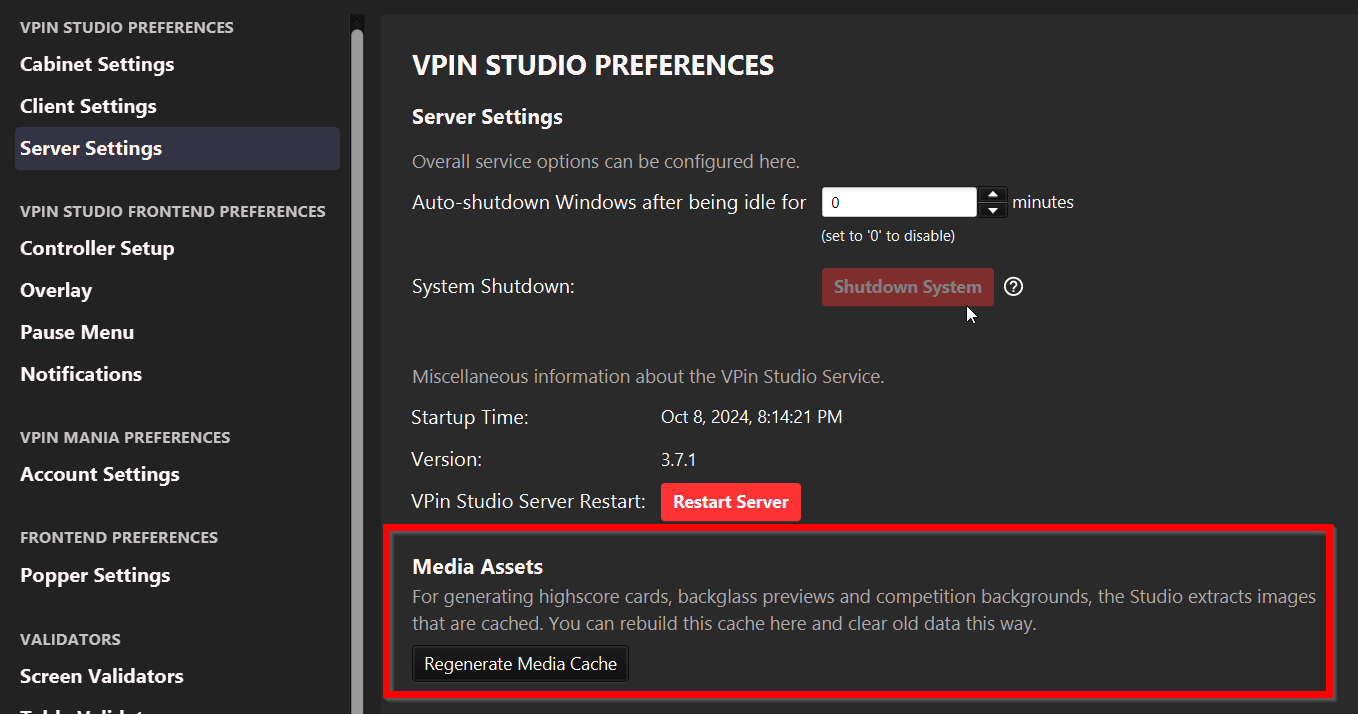 VPIN STUDIO PREFERENCES
Cabinet Settings
Client Settings
Server Settings
VPIN STUDIO FRONTEND PREFERENCES
Controller Setup
Overlay
Pause Menu
Notifications
VPIN MANIA PREFERENCES
Account Settings
FRONTEND PREFERENCES
Popper Settings
VALIDATORS
Screen Validators
VPIN STUDIO PREFERENCES
Server Settings
Overall service options can be configured here.
Auto-shutdown Windows after being idle for 0 minutes
(set to '0' to disable)
System Shutdown: Shutdown System ?
Miscellaneous information about the VPin Studio Service.
Startup Time: Oct 8, 2024, 8:14:21 PM
Version: 3.7.1
VPin Studio Server Restart: Restart Server
Media Assets
For generating highscore cards, backglass previews and competition backgrounds, the Studio extracts images
that are cached. You can rebuild this cache here and clear old data this way.
Regenerate Media Cache